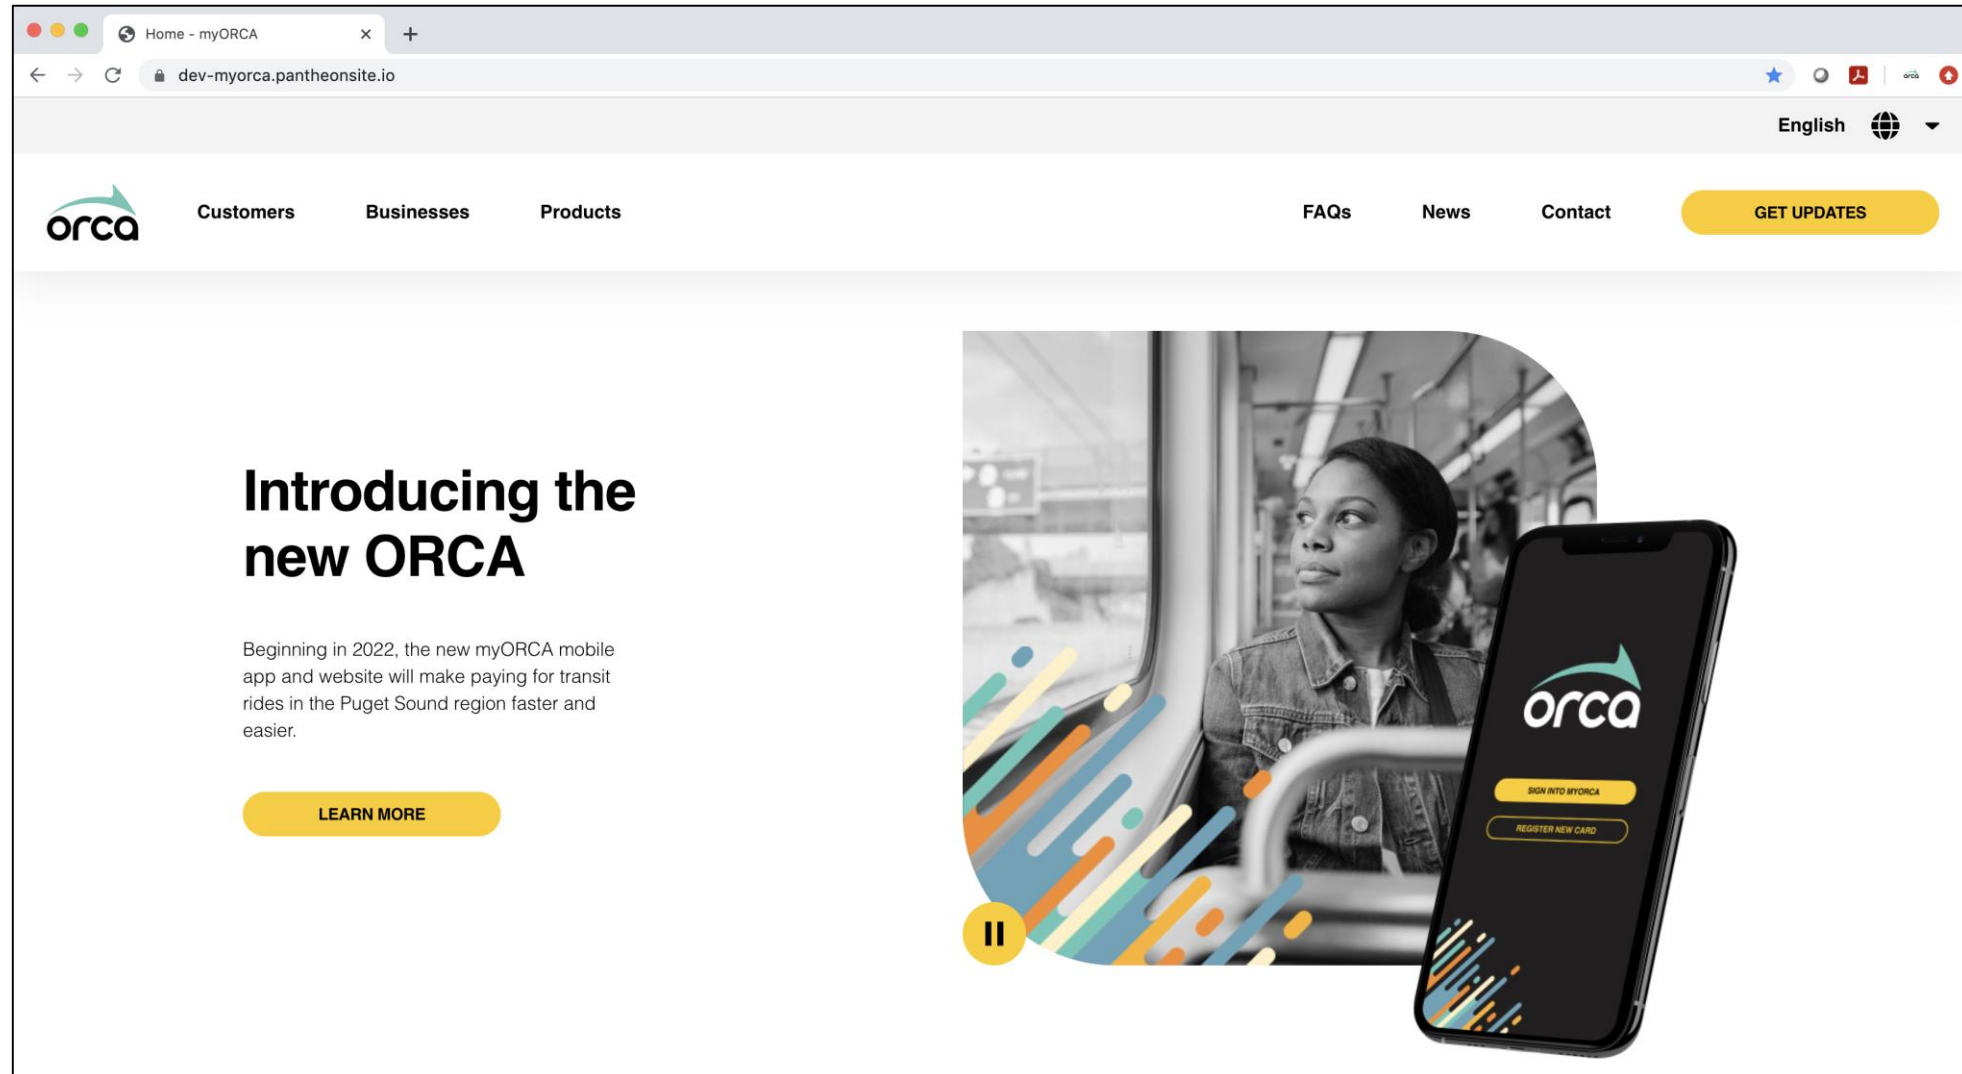 Home - myORCA
dev-myorca.pantheonsite.io
orca
English
orca
Customers
Businesses
Products
FAQs
News
Contact
GET UPDATES
Introducing the
new ORCA
Beginning in 2022, the new myORCA mobile
app and website will make paying for transit
rides in the Puget Sound region faster and
easier.
LEARN MORE
orca
SIGN INTO MYORCA
REGISTER NEW CARD